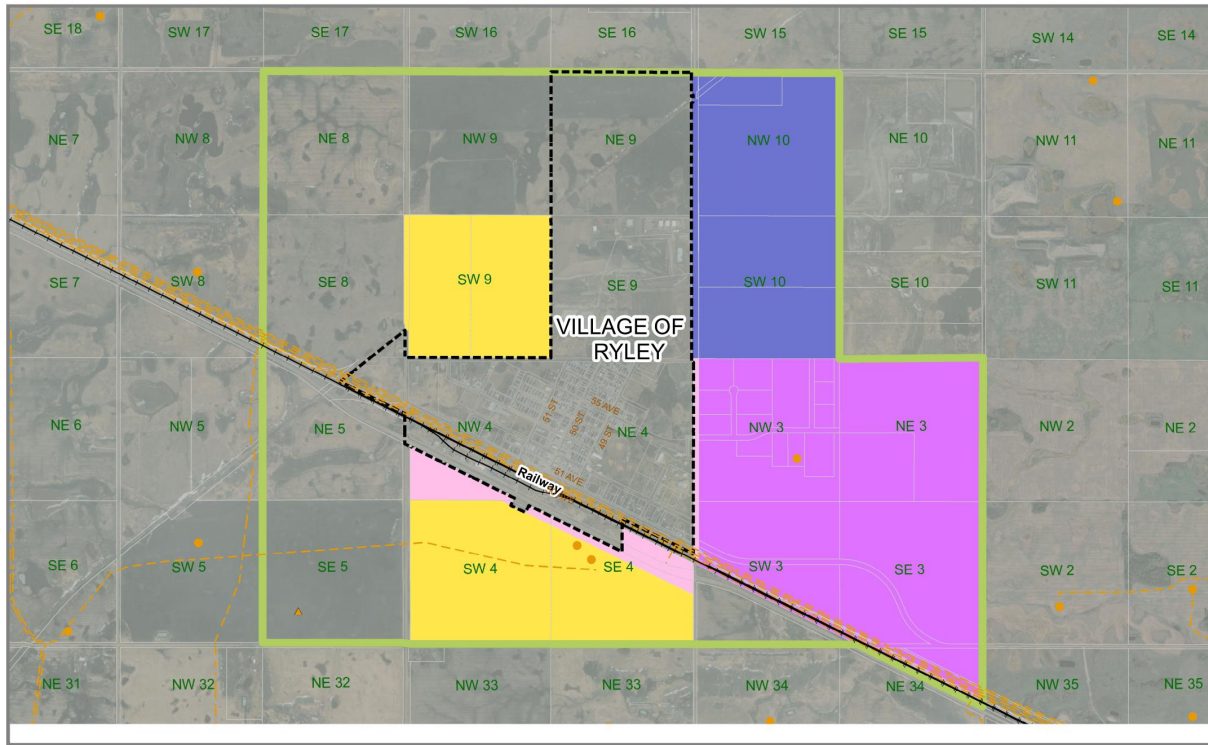 SE 18
SW 17
SE 17
SW 16
SE 16
SW 15
SE 15
SW 14
SE 14
NE 7
NW 8
NE 8
NW 9
NE 9
NW 10
NE 10
NW 11
NE 11
SE 7
SW 8
SE 8
SW 9
SE 9
SW 10
SE 10
SW 11
SE 11
VILLAGE OF
RYLEY
NE 6
NW 5
NE 5
NW 4
51 ST
50 ST
55 AVE
49 ST
NE 4
NW 3
NE 3
NW 2
NE 2
51 AVE
Railway
SE 6
SW 5
SE 5
SW 4
SE 4
SW 3
SE 3
SW 2
SE 2
NE 31
NW 32
NE 32
NW 33
NE 33
NW 34
NE 34
NW 35
NE 35